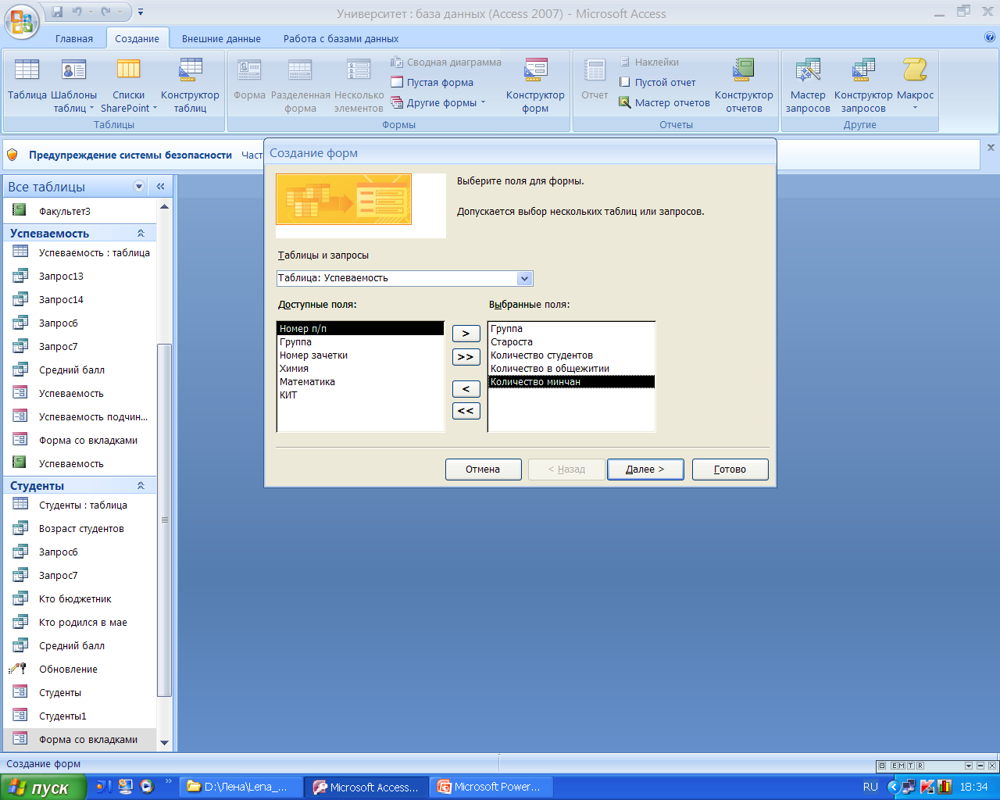 Университет : база данных (Access 2007) - Microsoft Access
Главная Создание Внешние данные Работа с базами данных
Таблица Шаблоны таблиц Списки SharePoint Конструктор таблиц
Таблицы
Форма Разделенная форма Несколько элементов
Сводная диаграмма
Пустая форма
Другие формы
Конструктор форм
Формы
Отчет
Наклейки
Пустой отчет
Мастер отчетов
Конструктор отчетов
Отчеты
Мастер запросов Конструктор запросов Макрос
Другие
Предупреждение системы безопасности Част
Все таблицы
Факультет3
Успеваемость
Успеваемость : таблица
Запрос13
Запрос14
Запрос6
Запрос7
Средний балл
Успеваемость
Успеваемость подчин...
Форма со вкладками
Успеваемость
Студенты
Студенты : таблица
Возраст студентов
Запрос6
Запрос7
Кто бюджетник
Кто родился в мае
Средний балл
Обновление
Студенты
Студенты1
Форма со вкладками
Создание форм
Выберите поля для формы.
Допускается выбор нескольких таблиц или запросов.
Таблицы и запросы
Таблица: Успеваемость
Доступные поля:
Номер п/п
Группа
Номер зачетки
Химия
Математика
КИТ
>
>>
<
<<
Выбранные поля:
Группа
Староста
Количество студентов
Количество в общежитии
Количество минчан
Отмена < Назад Далее > Готово
Создание форм
E M T R
пуск D:\Лена\Lena_... Microsoft Access... Microsoft Power... RU 18:34